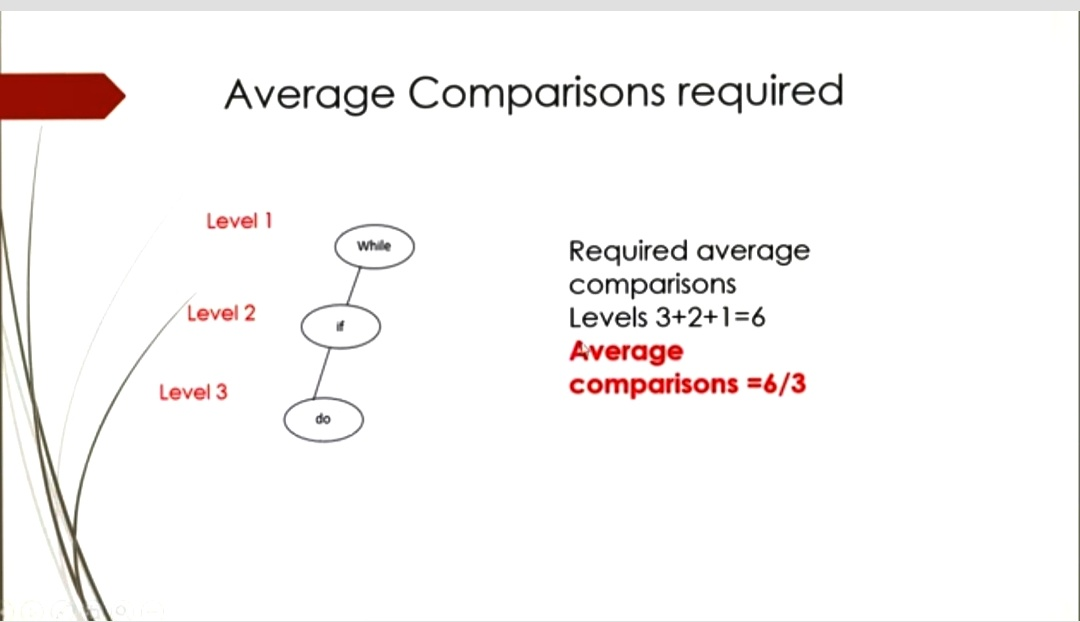 Average Comparisons required
Level 1
While
Level 2
if
Level 3
do
Required average
comparisons
Levels 3+2+1=6
Average
comparisons =6/3